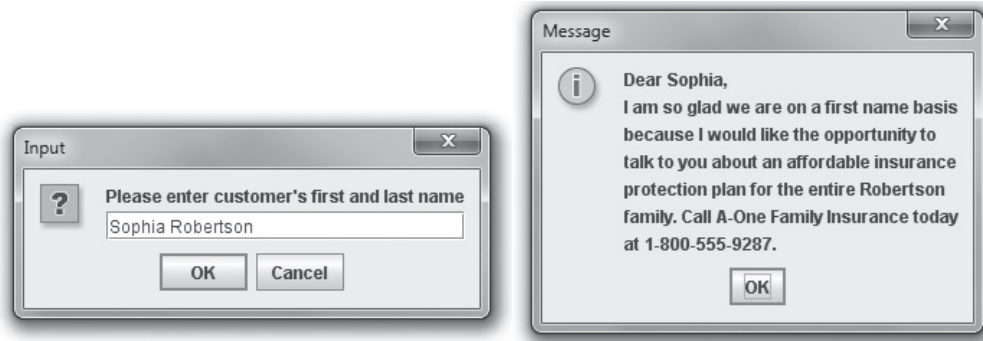 Input
x
?
Please enter customer's first and last name
Sophia Robertson
OK
Cancel
Message
x
i
Dear Sophia,
I am so glad we are on a first name basis
because I would like the opportunity to
talk to you about an affordable insurance
protection plan for the entire Robertson
family. Call A-One Family Insurance today
at 1-800-555-9287.
OK